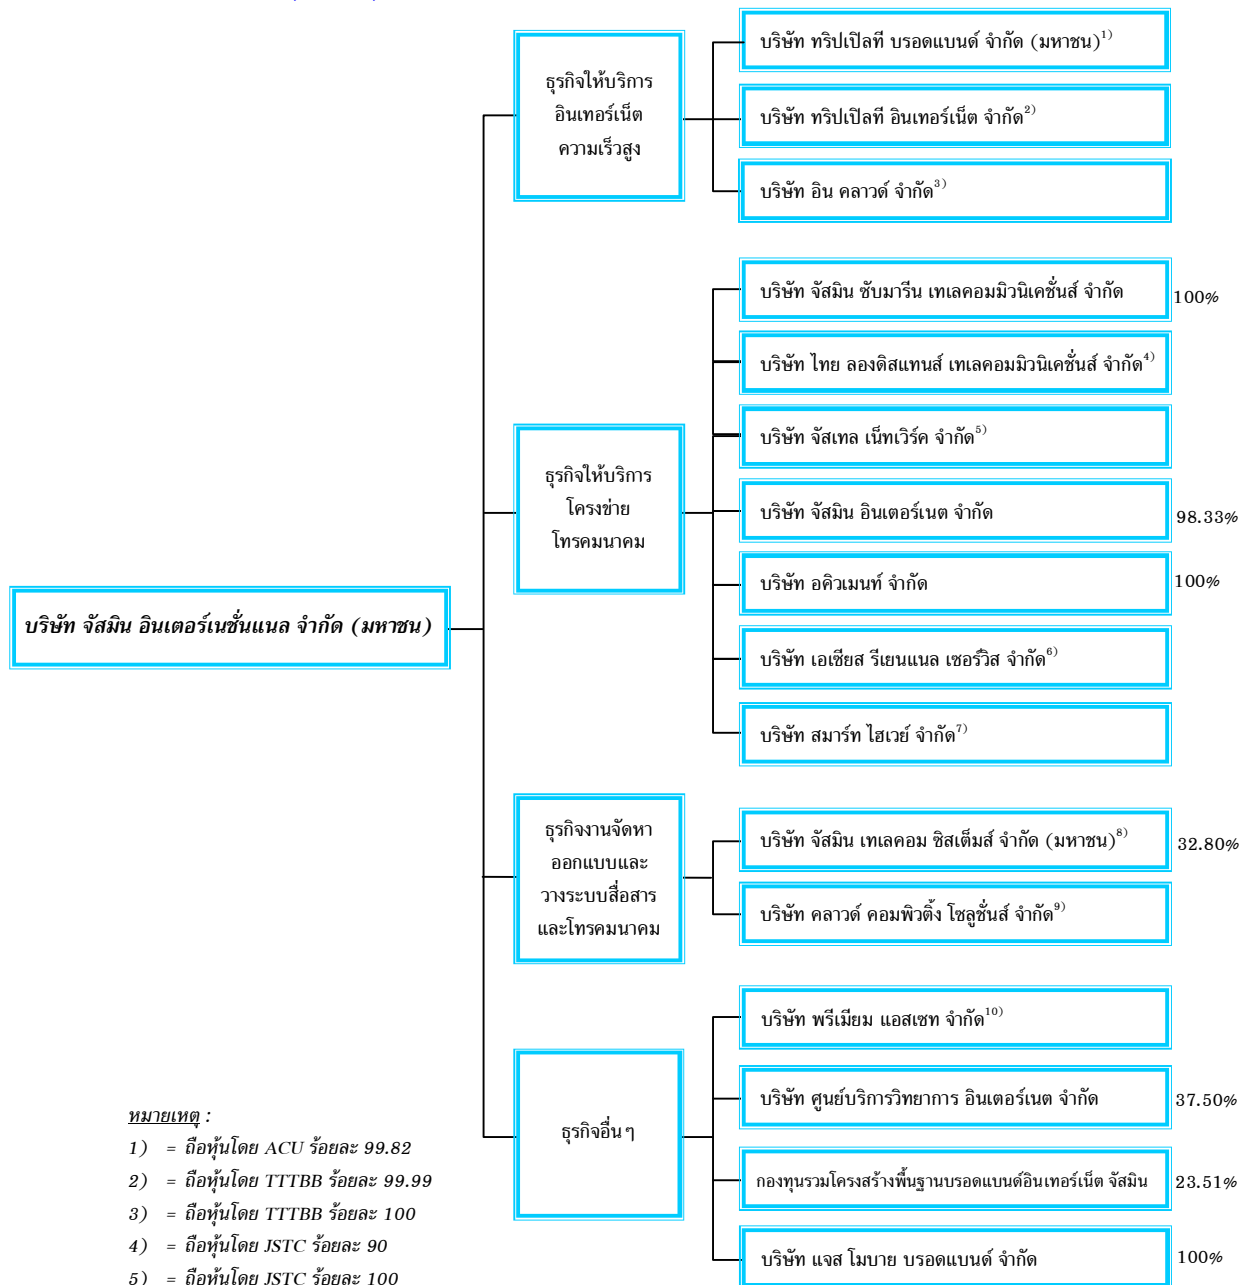 บริษัท จัสมิน อินเตอร์เนชั่นแนล จำกัด (มหาชน)
ธุรกิจให้บริการ
อินเทอร์เน็ต
ความเร็วสูง
บริษัท ทริปเปิลที บรอดแบนด์ จำกัด (มหาชน)1)
บริษัท ทริปเปิลที อินเทอร์เน็ต จำกัด2)
บริษัท อิน คลาวด์ จำกัด3)
ธุรกิจให้บริการ
โครงข่าย
โทรคมนาคม
บริษัท จัสมิน ซับมารีน เทเลคอมมิวนิเคชั่นส์ จำกัด 100%
บริษัท ไทย ลองดิสแทนส์ เทเลคอมมิวนิเคชั่นส์ จำกัด4)
บริษัท จัสเทล เน็ทเวิร์ค จำกัด5)
บริษัท จัสมิน อินเตอร์เนต จำกัด 98.33%
บริษัท อคิวเมนท์ จำกัด 100%
บริษัท เอเซียส รีเยนแนล เซอร์วิส จำกัด6)
บริษัท สมาร์ท ไฮเวย์ จำกัด7)
ธุรกิจงานจัดหา
ออกแบบและ
วางระบบสื่อสาร
และโทรคมนาคม
บริษัท จัสมิน เทเลคอม ซิสเต็มส์ จำกัด (มหาชน)8) 32.80%
บริษัท คลาวด์ คอมพิวติ้ง โซลูชั่นส์ จำกัด9)
ธุรกิจอื่นๆ
บริษัท พรีเมียม แอสเซท จำกัด10)
บริษัท ศูนย์บริการวิทยาการ อินเตอร์เนต จำกัด 37.50%
กองทุนรวมโครงสร้างพื้นฐานบรอดแบนด์อินเทอร์เน็ต จัสมิน 23.51%
บริษัท แจส โมบาย บรอดแบนด์ จำกัด 100%
หมายเหตุ :
1) = ถือหุ้นโดย ACU ร้อยละ 99.82
2) = ถือหุ้นโดย TTTBB ร้อยละ 99.99
3) = ถือหุ้นโดย TTTBB ร้อยละ 100
4) = ถือหุ้นโดย JSTC ร้อยละ 90
5) = ถือหุ้นโดย JSTC ร้อยละ 100